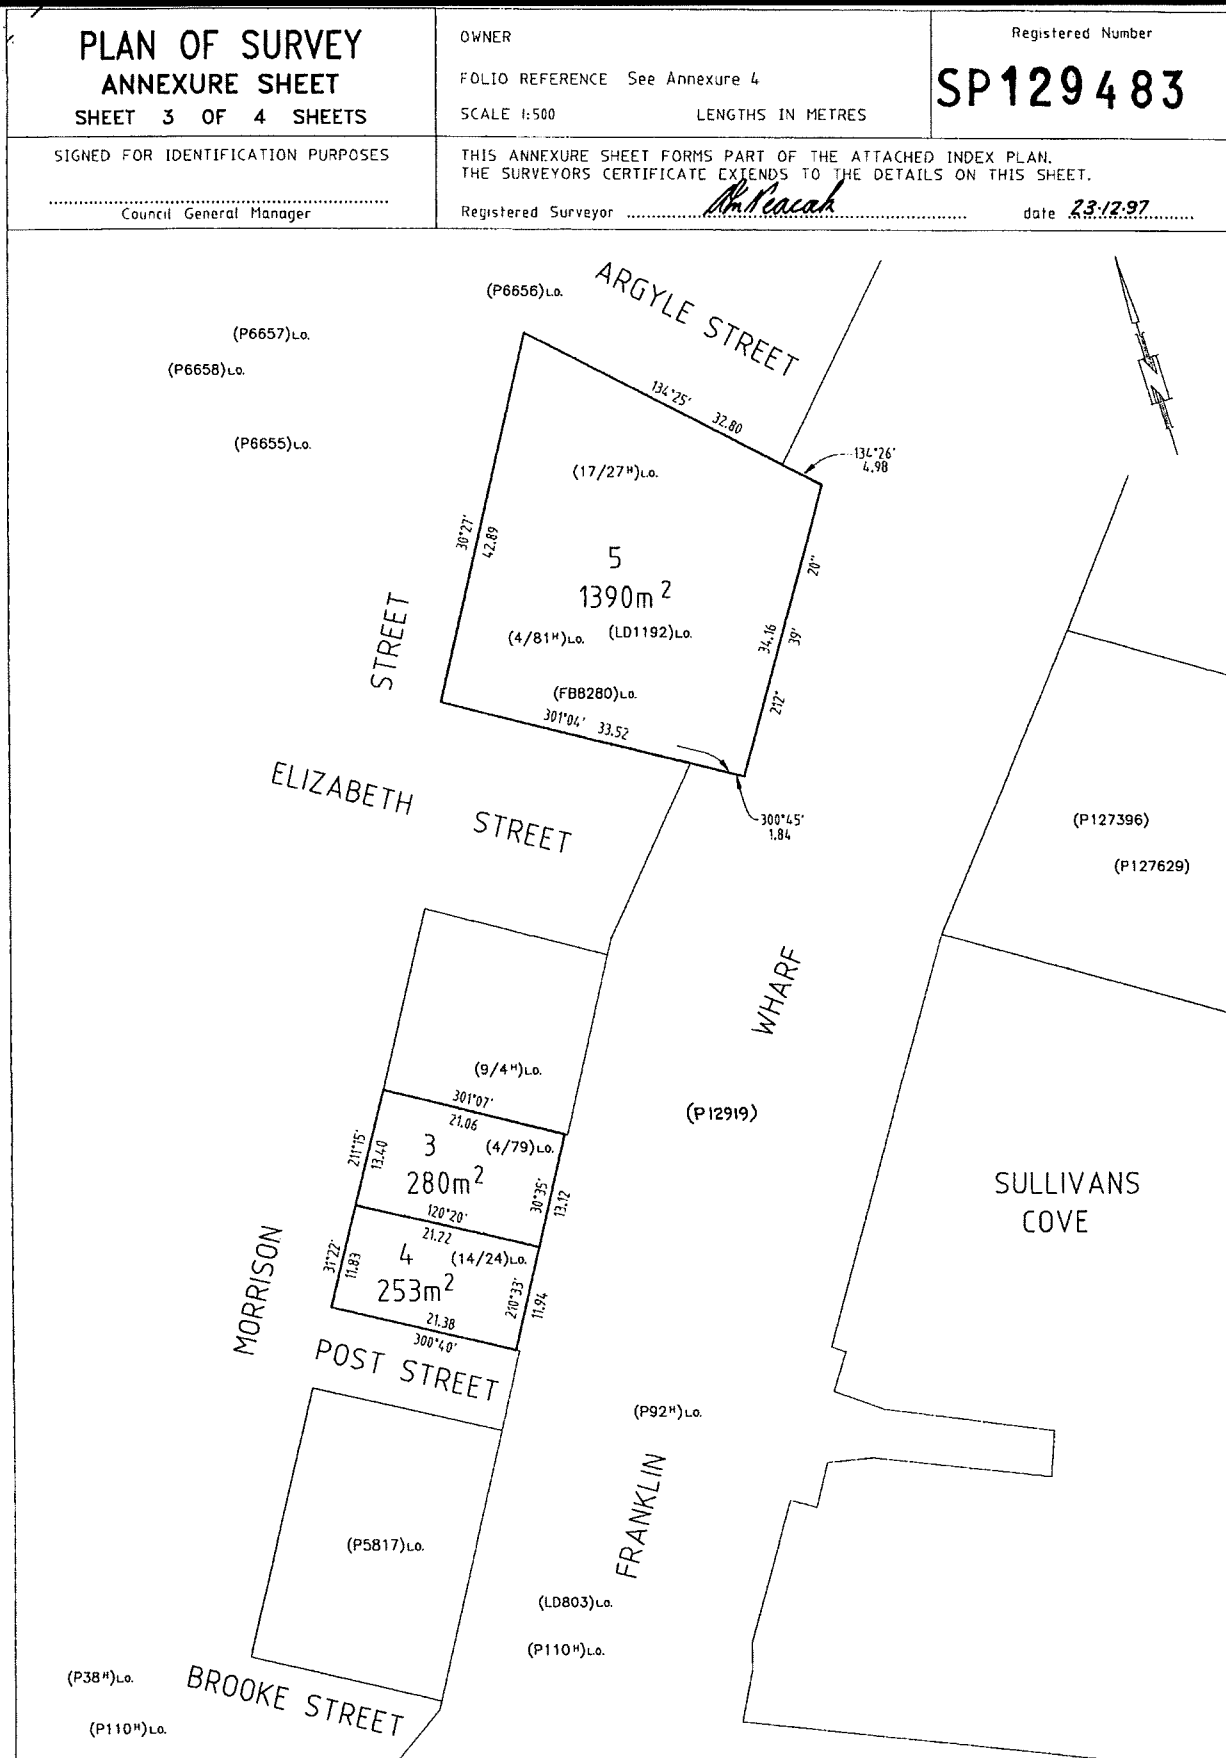 PLAN OF SURVEY
ANNEXURE SHEET
SHEET 3 OF 4 SHEETS
OWNER
FOLIO REFERENCE See Annexure 4
SCALE 1:500 LENGTHS IN METRES
Registered Number
SP129483
SIGNED FOR IDENTIFICATION PURPOSES
Council General Manager
THIS ANNEXURE SHEET FORMS PART OF THE ATTACHED INDEX PLAN.
THE SURVEYORS CERTIFICATE EXTENDS TO THE DETAILS ON THIS SHEET.
Registered Surveyor date 23·12·97
(P6656)L.O.
ARGYLE STREET
(P6657)L.O.
(P6658)L.O.
(P6655)L.O.
134°25' 32.80
134°26'
4.98
(17/27H)L.O.
30°27'
42.89
5
1390m2
(4/81H)L.O. (LD1192)L.O.
(FB8280)L.O.
212° 39' 20"
34.16
301°04' 33.52
300°45'
1.84
STREET
ELIZABETH STREET
(P127396)
(P127629)
WHARF
(9/4H)L.O.
301°07'
21.06
(P12919)
3 (4/79)L.O.
280m2
211°15'
13.40
30°35'
13.12
120°20'
21.72
4 (14/24)L.O.
253m2
31°22'
11.83
210°33'
11.94
21.38
300°40'
SULLIVANS
COVE
MORRISON
POST STREET
(P92H)L.O.
FRANKLIN
(P5817)L.O.
(LD803)L.O.
(P110H)L.O.
(P38H)L.O.
BROOKE STREET
(P110H)L.O.